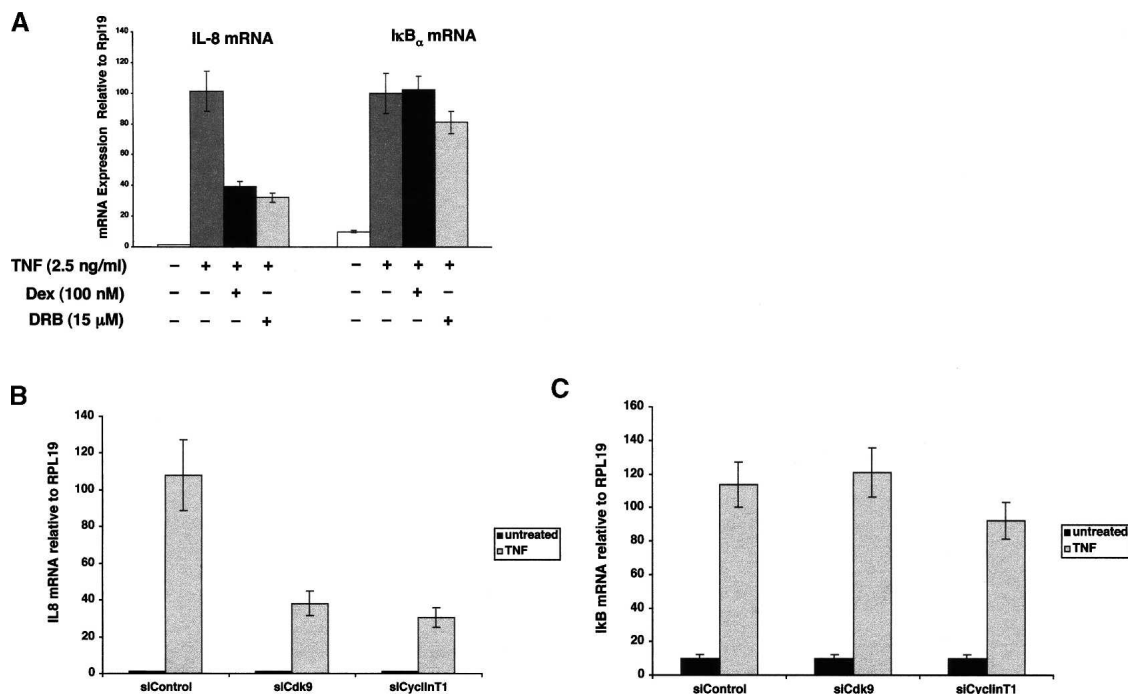 A
IL-8 mRNA
IκBα mRNA
mRNA Expression Relative to Rpl19
140
120
100
80
60
40
20
0
TNF (2.5 ng/ml) – + + + – + + +
Dex (100 nM) – – + – – – + –
DRB (15 μM) – – – + – – – +
B
IL8 mRNA relative to RPL19
140
120
100
80
60
40
20
0
siControl siCdk9 siCyclinT1
untreated
TNF
C
IkB mRNA relative to RPL19
160
140
120
100
80
60
40
20
0
siControl siCdk9 siCyclinT1
untreated
TNF